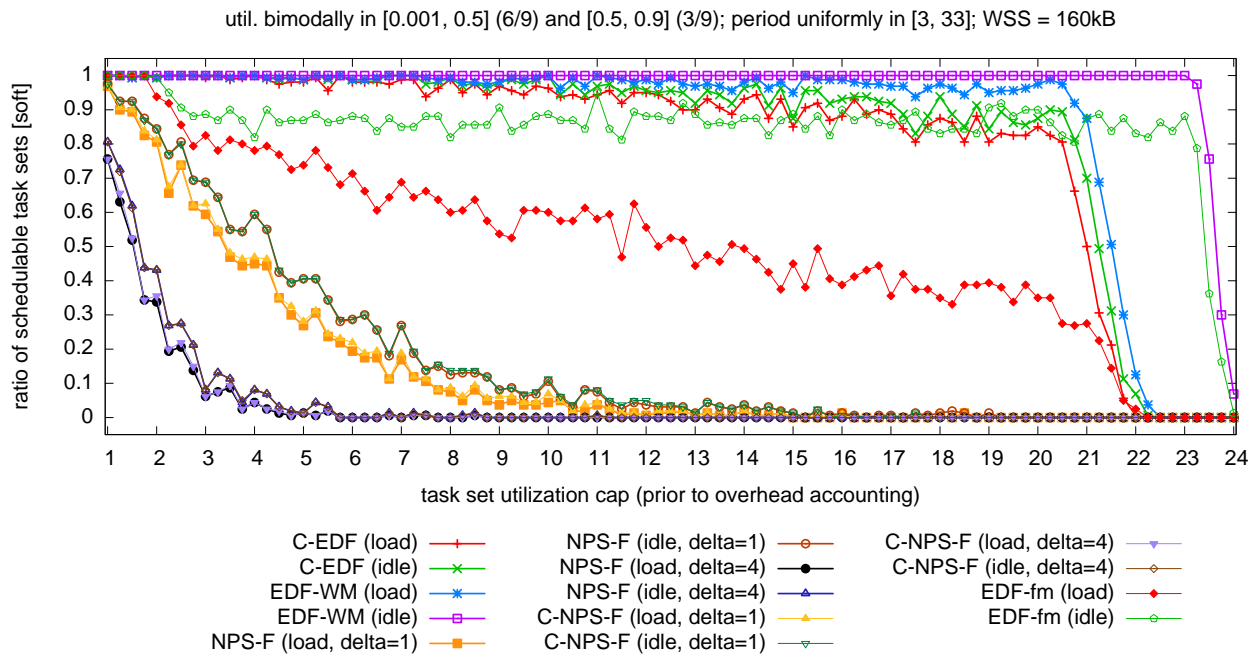 util. bimodally in [0.001, 0.5] (6/9) and [0.5, 0.9] (3/9); period uniformly in [3, 33]; WSS = 160kB
ratio of schedulable task sets [soft]
1
0.9
0.8
0.7
0.6
0.5
0.4
0.3
0.2
0.1
0
1 2 3 4 5 6 7 8 9 10 11 12 13 14 15 16 17 18 19 20 21 22 23 24
task set utilization cap (prior to overhead accounting)
C-EDF (load)
C-EDF (idle)
EDF-WM (load)
EDF-WM (idle)
NPS-F (load, delta=1)
NPS-F (idle, delta=1)
NPS-F (load, delta=4)
NPS-F (idle, delta=4)
C-NPS-F (load, delta=1)
C-NPS-F (idle, delta=1)
C-NPS-F (load, delta=4)
C-NPS-F (idle, delta=4)
EDF-fm (load)
EDF-fm (idle)